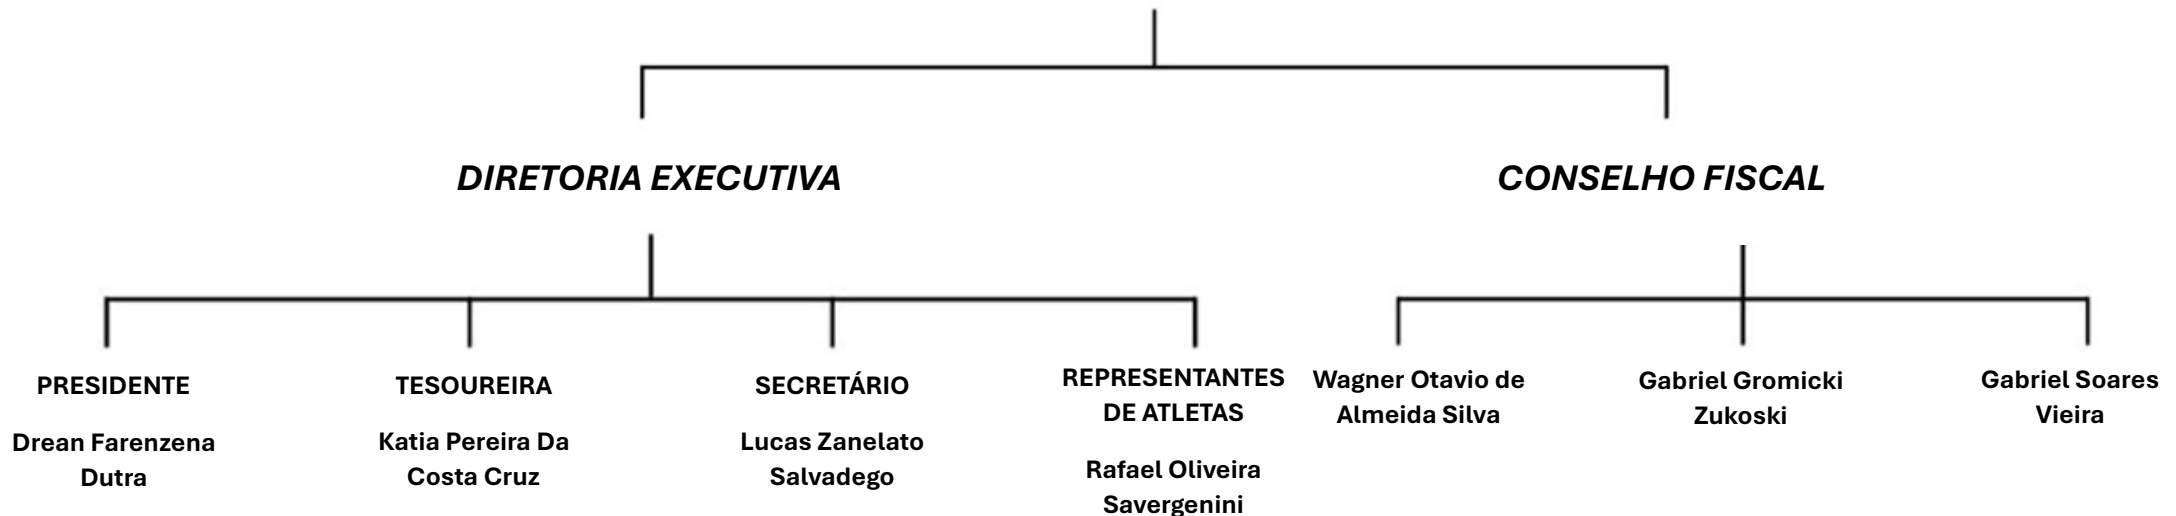 DIRETORIA EXECUTIVA
CONSELHO FISCAL
PRESIDENTE
Drean Farenzena
Dutra
TESOUREIRA
Katia Pereira Da
Costa Cruz
SECRETÁRIO
Lucas Zanelato
Salvadego
REPRESENTANTES
DE ATLETAS
Rafael Oliveira
Savergenini
Wagner Otavio de
Almeida Silva
Gabriel Gromicki
Zukoski
Gabriel Soares
Vieira